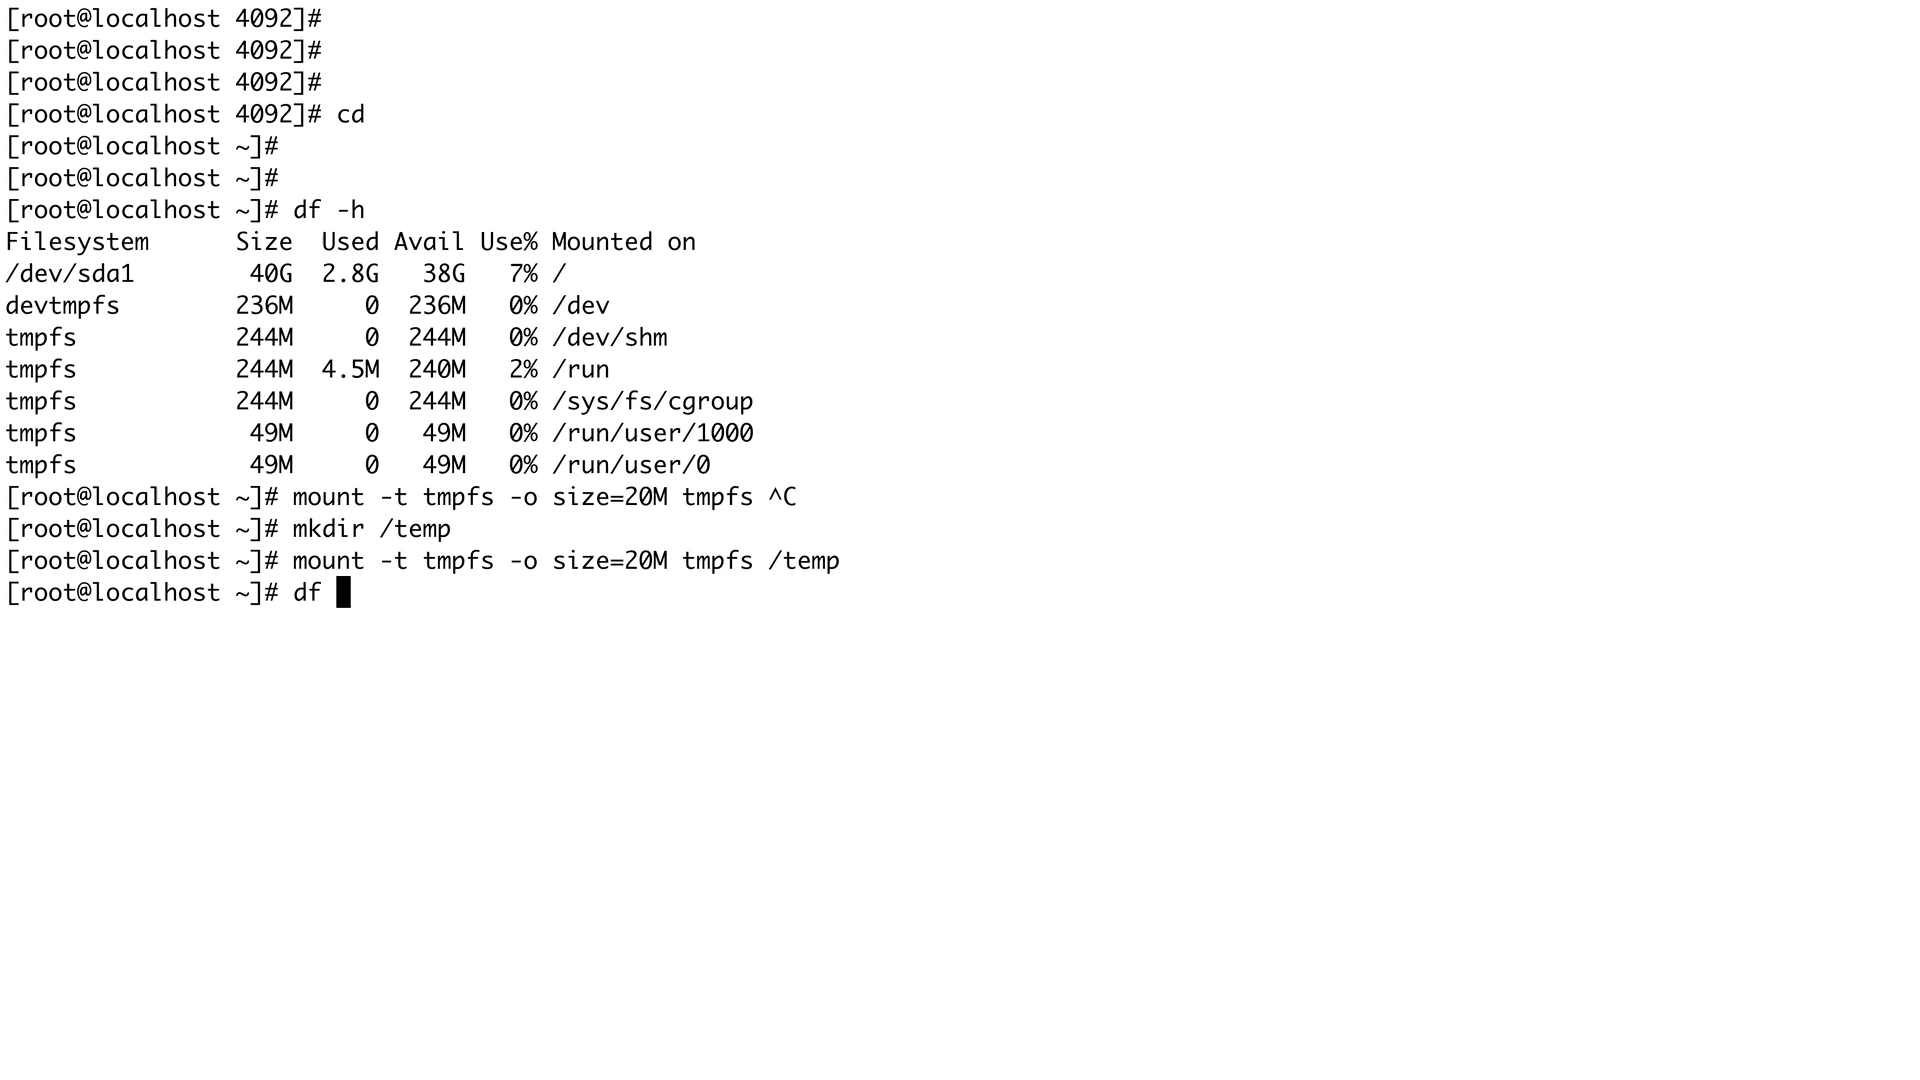 [root@localhost 4092]#
[root@localhost 4092]#
[root@localhost 4092]#
[root@localhost 4092]# cd
[root@localhost ~]#
[root@localhost ~]#
[root@localhost ~]# df -h
Filesystem      Size  Used Avail Use% Mounted on
/dev/sda1        40G  2.8G   38G   7% /
devtmpfs        236M     0  236M   0% /dev
tmpfs           244M     0  244M   0% /dev/shm
tmpfs           244M  4.5M  240M   2% /run
tmpfs           244M     0  244M   0% /sys/fs/cgroup
tmpfs            49M     0   49M   0% /run/user/1000
tmpfs            49M     0   49M   0% /run/user/0
[root@localhost ~]# mount -t tmpfs -o size=20M tmpfs ^C
[root@localhost ~]# mkdir /temp
[root@localhost ~]# mount -t tmpfs -o size=20M tmpfs /temp
[root@localhost ~]# df